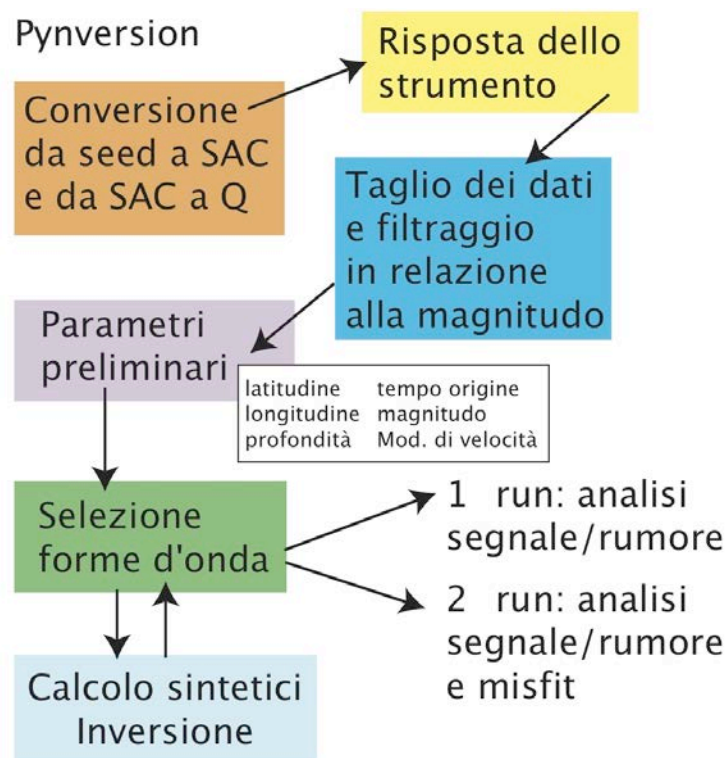 Pynversion
Risposta dello
strumento
Conversione
da seed a SAC
e da SAC a Q
Taglio dei dati
e filtraggio
in relazione
alla magnitudo
Parametri
preliminari
latitudine tempo origine
longitudine magnitudo
profondità Mod. di velocità
Selezione
forme d'onda
1 run: analisi
segnale/rumore
2 run: analisi
segnale/rumore
e misfit
Calcolo sintetici
Inversione